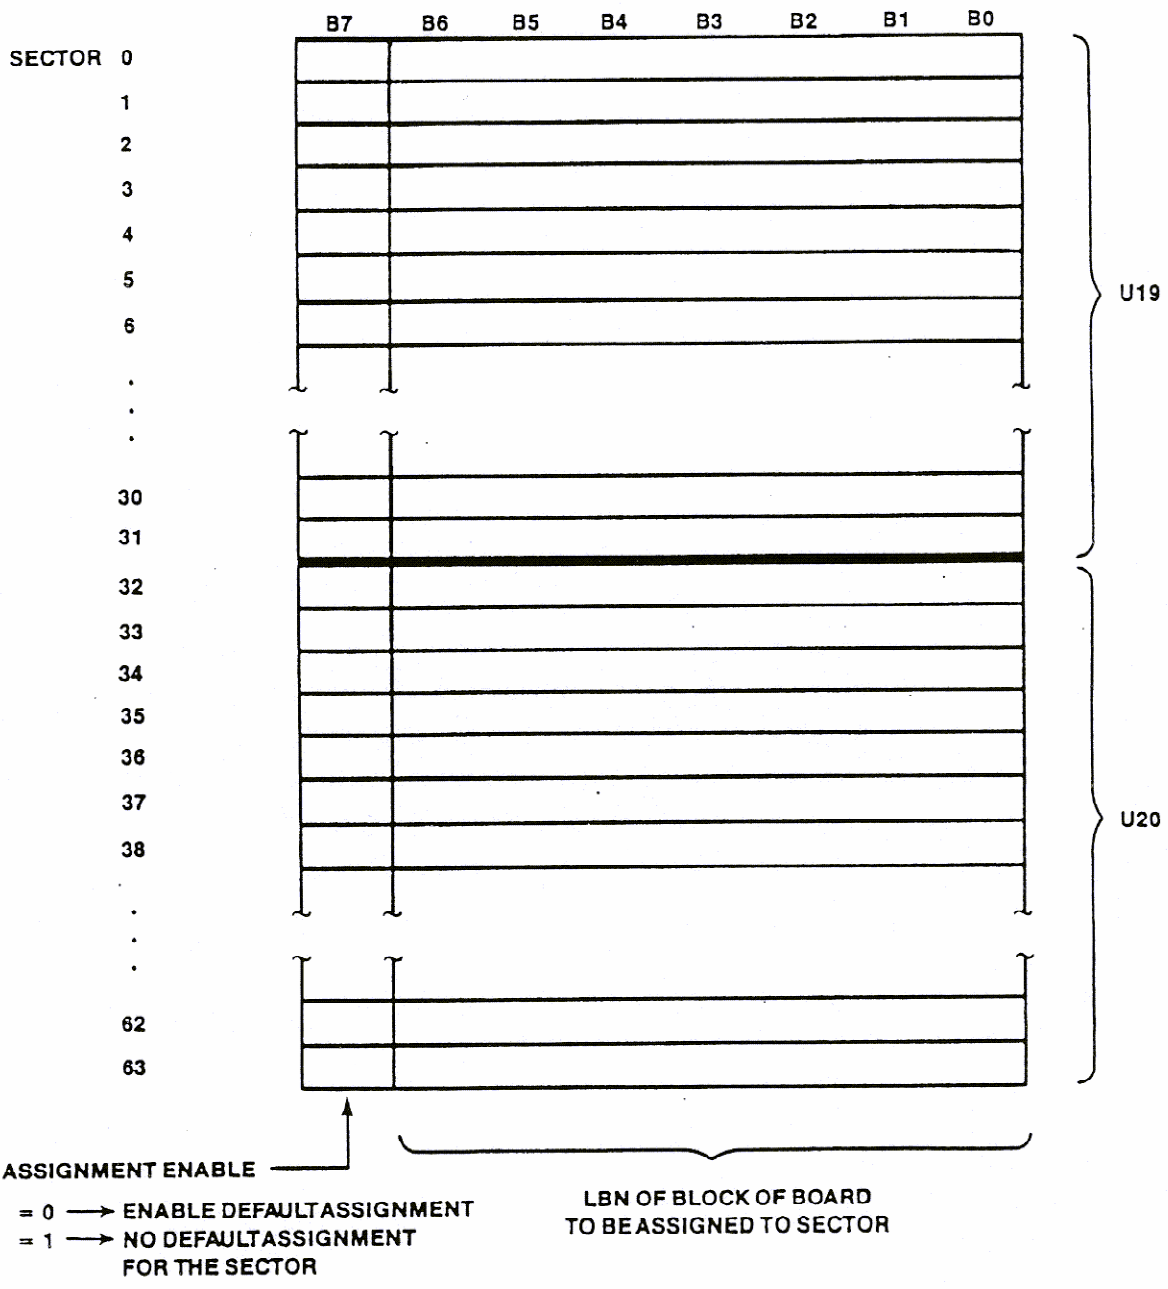 B7 B6 B5 B4 B3 B2 B1 B0
SECTOR 0
1
2
3
4
5
6
U19
.
.
.
30
31
32
33
34
35
36
37
38
U20
.
.
.
62
63
ASSIGNMENT ENABLE
= 0 → ENABLE DEFAULT ASSIGNMENT
= 1 → NO DEFAULT ASSIGNMENT
FOR THE SECTOR
LBN OF BLOCK OF BOARD
TO BE ASSIGNED TO SECTOR